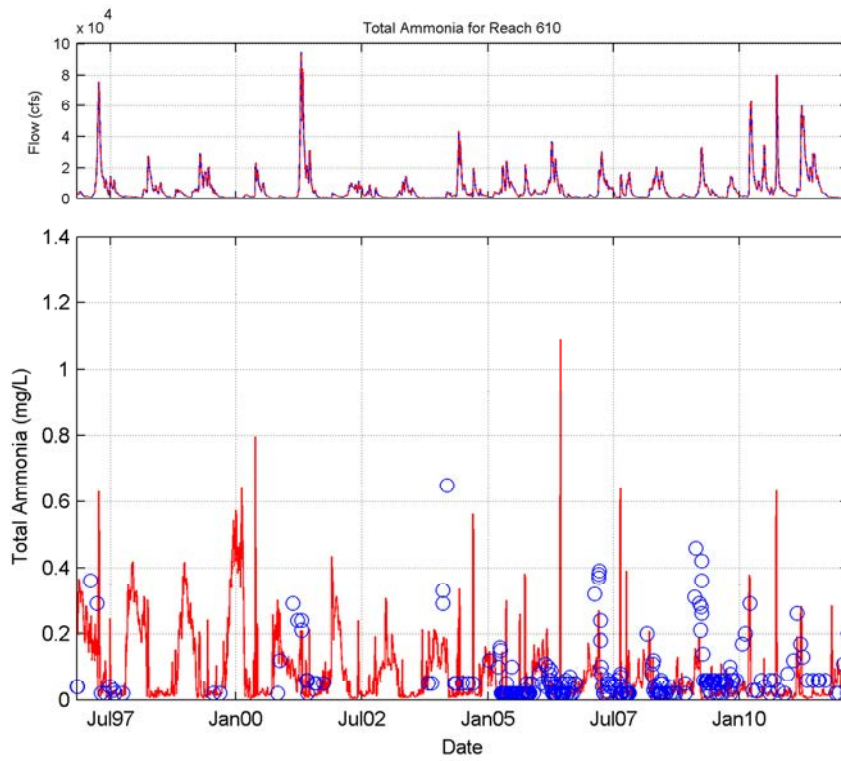 x 10^4
Total Ammonia for Reach 610
10
8
6
4
2
0
Flow (cfs)
1.4
1.2
1
0.8
0.6
0.4
0.2
0
Total Ammonia (mg/L)
Jul97 Jan00 Jul02 Jan05 Jul07 Jan10
Date